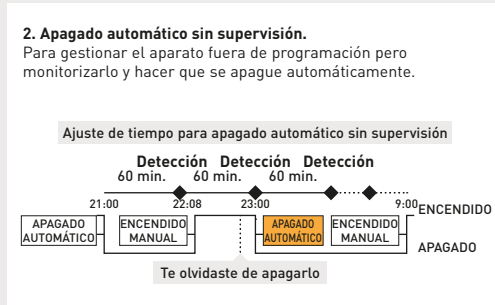 2. Apagado automático sin supervisión.
Para gestionar el aparato fuera de programación pero
monitorizarlo y hacer que se apague automáticamente.
Ajuste de tiempo para apagado automático sin supervisión
Detección Detección Detección
60 min. 60 min. 60 min.
21:00 22:08 23:00 9:00
ENCENDIDO
APAGADO
AUTOMÁTICO
ENCENDIDO
MANUAL
APAGADO
AUTOMÁTICO
ENCENDIDO
MANUAL
APAGADO
Te olvidaste de apagarlo